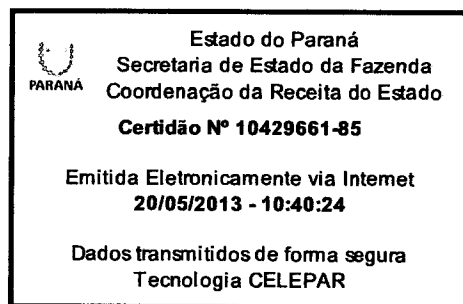 Estado do Paraná
Secretaria de Estado da Fazenda
PARANÁ
Coordenação da Receita do Estado
Certidão Nº 10429661-85
Emitida Eletronicamente via Internet
20/05/2013 - 10:40:24
Dados transmitidos de forma segura
Tecnologia CELEPAR